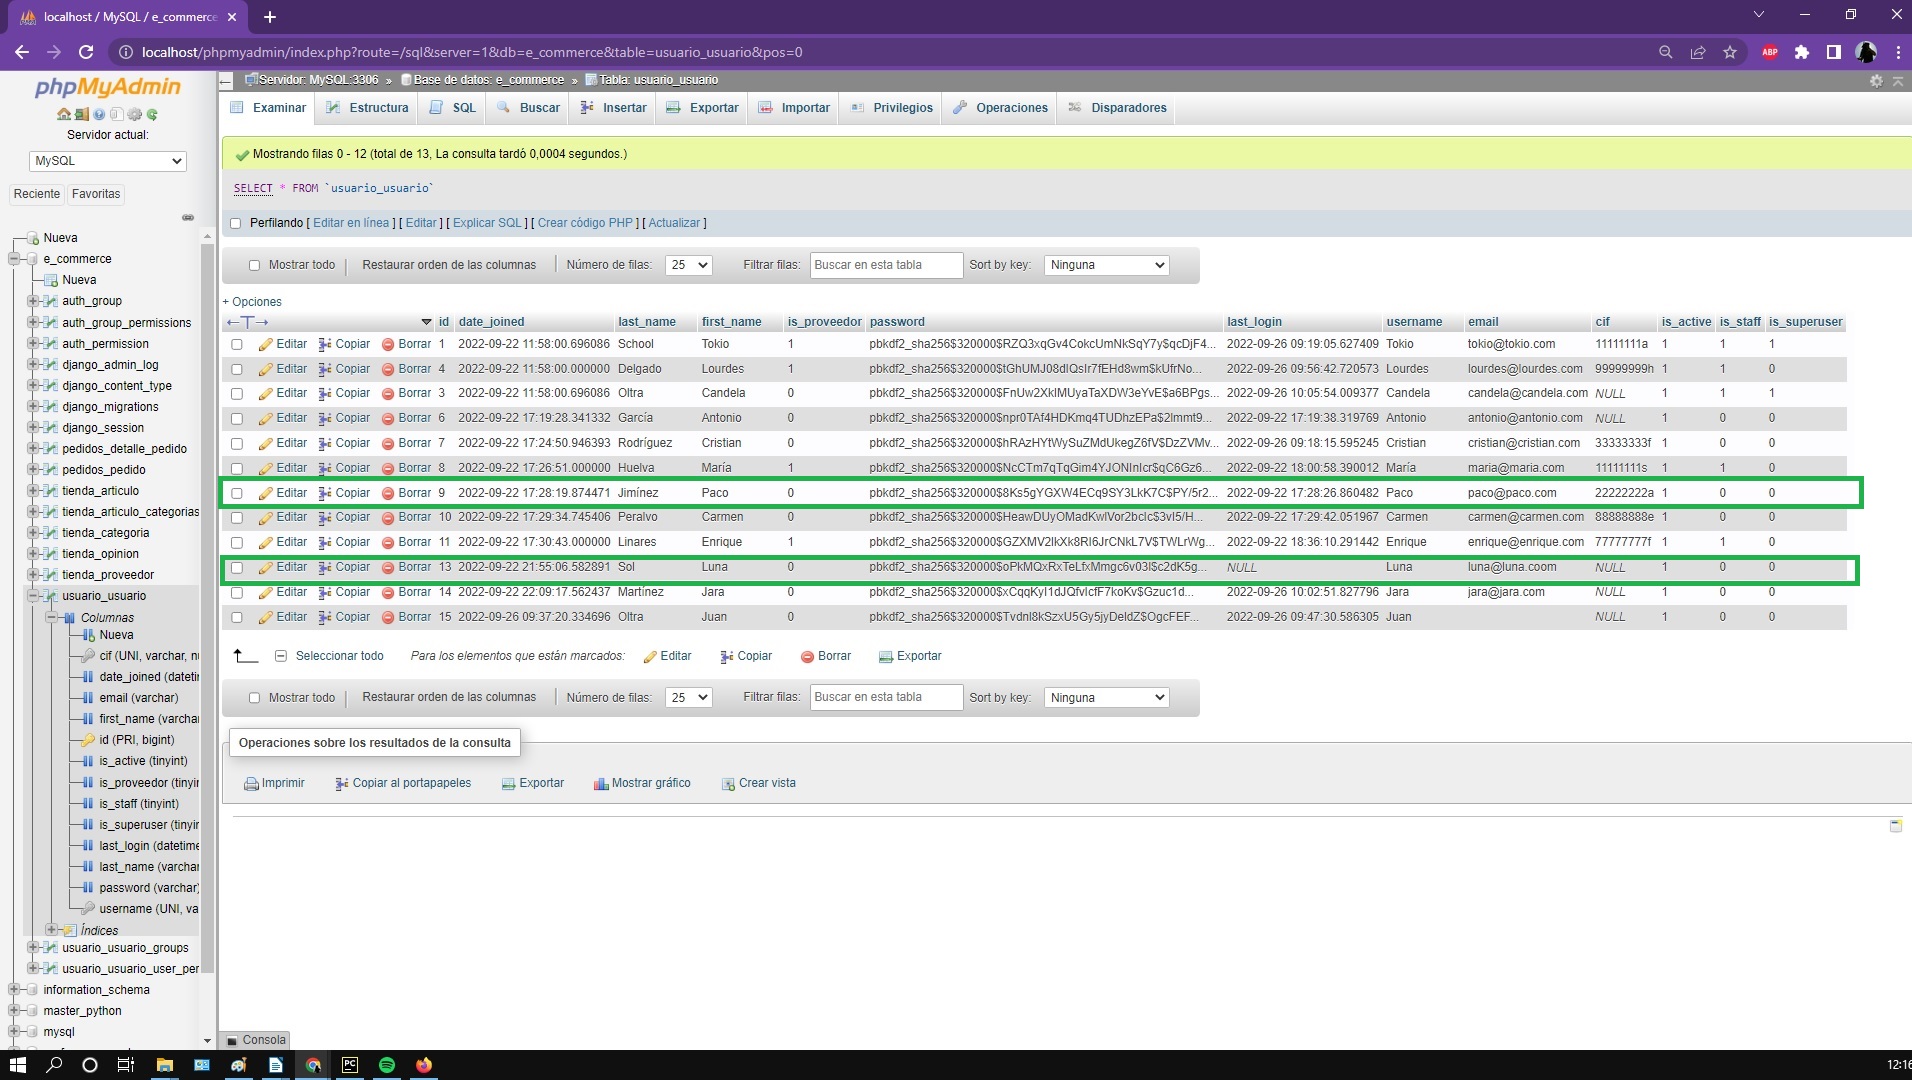 localhost / MySQL / e_commerce
localhost/phpmyadmin/index.php?route=/sql&server=1&db=e_commerce&table=usuario_usuario&pos=0
ABP
phpMyAdmin
Servidor actual:
MySQL
Reciente Favoritas
Nueva
e_commerce
Nueva
auth_group
auth_group_permissions
auth_permission
django_admin_log
django_content_type
django_migrations
django_session
pedidos_detalle_pedido
pedidos_pedido
tienda_articulo
tienda_articulo_categorias
tienda_categoria
tienda_opinion
tienda_proveedor
usuario_usuario
Columnas
Nueva
cif (UNI, varchar, nu
date_joined (datetin
email (varchar)
first_name (varchar
id (PRI, bigint)
is_active (tinyint)
is_proveedor (tinyin
is_staff (tinyint)
is_superuser (tinyin
last_login (datetime
last_name (varchar
password (varchar)
username (UNI, va
Índices
usuario_usuario_groups
usuario_usuario_user_per
information_schema
master_python
mysql
Servidor: MySQL:3306 » Base de datos: e_commerce » Tabla: usuario_usuario
Examinar Estructura SQL Buscar Insertar Exportar Importar Privilegios Operaciones Disparadores
Mostrando filas 0 - 12 (total de 13, La consulta tardó 0,0004 segundos.)
SELECT * FROM `usuario_usuario`
Perfilando [ Editar en línea ] [ Editar ] [ Explicar SQL ] [ Crear código PHP ] [ Actualizar ]
Mostrar todo Restaurar orden de las columnas Número de filas: 25 Filtrar filas: Buscar en esta tabla Sort by key: Ninguna
+ Opciones
←T→ id date_joined last_name first_name is_proveedor password last_login username email cif is_active is_staff is_superuser
Editar Copiar Borrar 1 2022-09-22 11:58:00.696086 School Tokio 1 pbkdf2_sha256$320000$RZQ3xqGv4CokcUmNkSqY7y$qcDjF4... 2022-09-26 09:19:05.627409 Tokio tokio@tokio.com 11111111a 1 1 1
Editar Copiar Borrar 4 2022-09-22 11:58:00.000000 Delgado Lourdes 1 pbkdf2_sha256$320000$tGhUMJ08dIQsIr7fEHd8wm$kUfrNo... 2022-09-26 09:56:42.720573 Lourdes lourdes@lourdes.com 99999999h 1 1 0
Editar Copiar Borrar 3 2022-09-22 11:58:00.696086 Oltra Candela 0 pbkdf2_sha256$320000$FnUw2XklMUyaTaXDW3eYvE$a6BPgs... 2022-09-26 10:05:54.009377 Candela candela@candela.com NULL 1 1 1
Editar Copiar Borrar 6 2022-09-22 17:19:28.341332 García Antonio 0 pbkdf2_sha256$320000$npr0TAf4HDKmq4TUDhzEPa$2lmmt9... 2022-09-22 17:19:38.319769 Antonio antonio@antonio.com NULL 1 0 0
Editar Copiar Borrar 7 2022-09-22 17:24:50.946393 Rodríguez Cristian 0 pbkdf2_sha256$320000$hRAzHYtWySuZMdUkegZ6fV$DzZVMv... 2022-09-26 09:18:15.595245 Cristian cristian@cristian.com 33333333f 1 0 0
Editar Copiar Borrar 8 2022-09-22 17:26:51.000000 Huelva María 1 pbkdf2_sha256$320000$NcCTm7qTqGim4YJONInIcr$qC6Gz6... 2022-09-22 18:00:58.390012 María maria@maria.com 11111111s 1 1 0
Editar Copiar Borrar 9 2022-09-22 17:28:19.874471 Jimínez Paco 0 pbkdf2_sha256$320000$8Ks5gYGXW4ECq9SY3LkK7C$PY/5r2... 2022-09-22 17:28:26.860482 Paco paco@paco.com 22222222a 1 0 0
Editar Copiar Borrar 10 2022-09-22 17:29:34.745406 Peralvo Carmen 0 pbkdf2_sha256$320000$HeawDUyOMadKwlVor2bcIc$3vI5/H... 2022-09-22 17:29:42.051967 Carmen carmen@carmen.com 88888888e 1 0 0
Editar Copiar Borrar 11 2022-09-22 17:30:43.000000 Linares Enrique 1 pbkdf2_sha256$320000$GZXMV2lkXk8RI6JrCNkL7V$TWLrWg... 2022-09-22 18:36:10.291442 Enrique enrique@enrique.com 77777777f 1 1 0
Editar Copiar Borrar 13 2022-09-22 21:55:06.582891 Sol Luna 0 pbkdf2_sha256$320000$oPkMQxRxTeLfxMmgc6v03l$c2dK5g... NULL Luna luna@luna.coom NULL 1 0 0
Editar Copiar Borrar 14 2022-09-22 22:09:17.562437 Martínez Jara 0 pbkdf2_sha256$320000$xCqqKyI1dJQfvIcfF7koKv$Gzuc1d... 2022-09-26 10:02:51.827796 Jara jara@jara.com NULL 1 0 0
Editar Copiar Borrar 15 2022-09-26 09:37:20.334696 Oltra Juan 0 pbkdf2_sha256$320000$Tvdnl8kSzxU5Gy5jyDeldZ$OgcFEF... 2022-09-26 09:47:30.586305 Juan NULL 1 0 0
Seleccionar todo Para los elementos que están marcados: Editar Copiar Borrar Exportar
Mostrar todo Restaurar orden de las columnas Número de filas: 25 Filtrar filas: Buscar en esta tabla Sort by key: Ninguna
Operaciones sobre los resultados de la consulta
Imprimir Copiar al portapapeles Exportar Mostrar gráfico Crear vista
Consola
PC
12:16